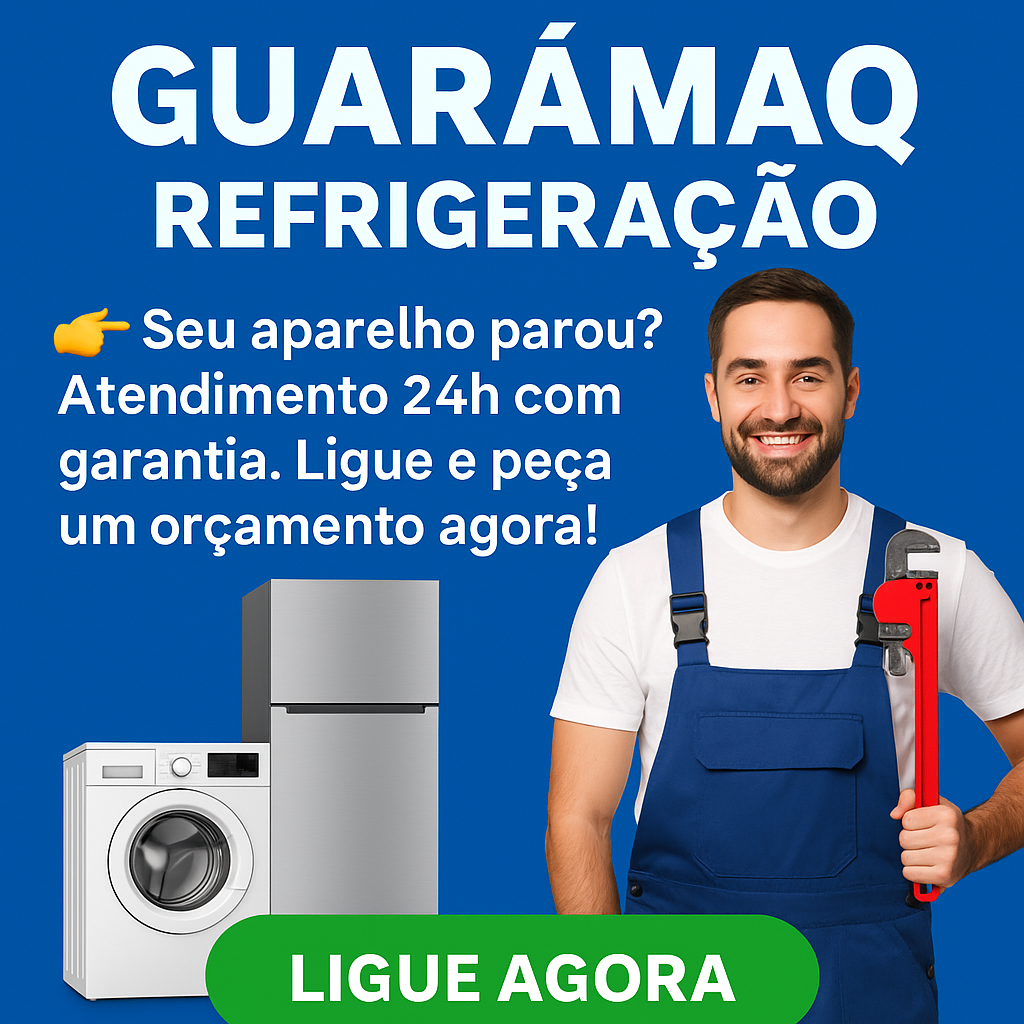 GUARÁMAQ
REFRIGERAÇÃO
👉 Seu aparelho parou?
Atendimento 24h com
garantia. Ligue e peça
um orçamento agora!
LIGUE AGORA